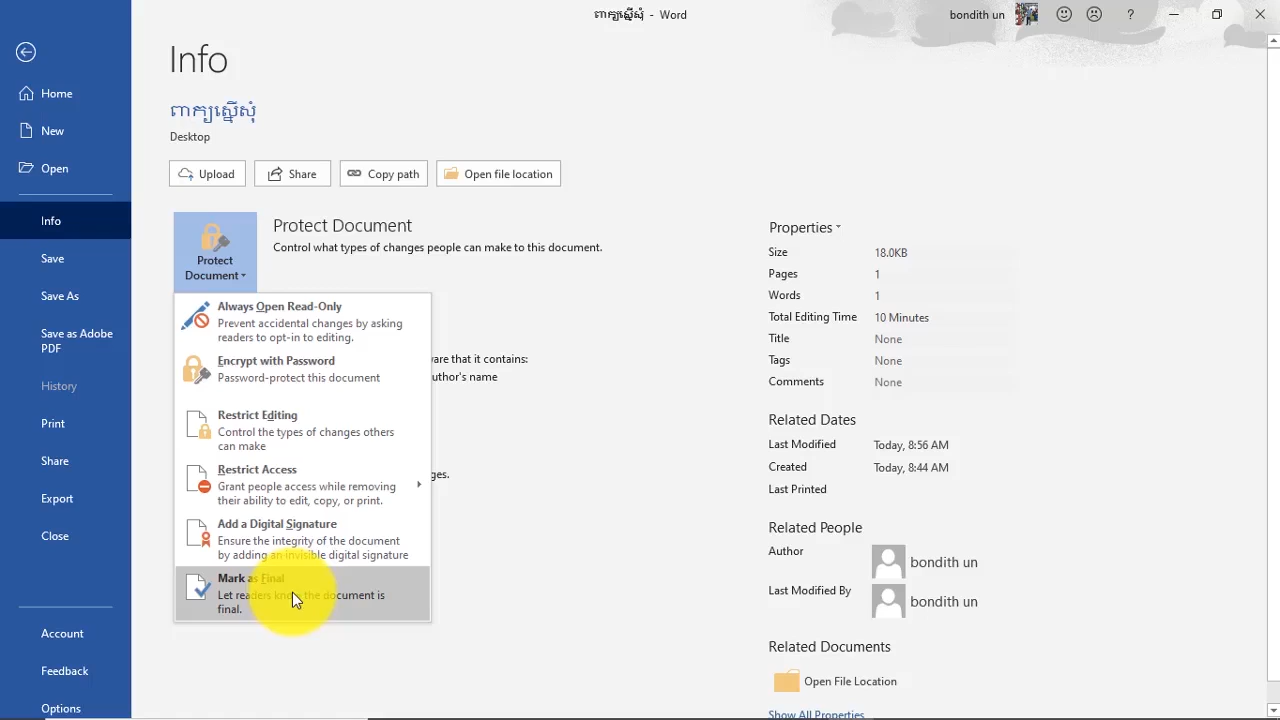 ពាក្យស្នើសុំ - Word
bondith un
?
Info
Home
New
Open
Info
Save
Save As
Save as Adobe
PDF
History
Print
Share
Export
Close
Account
Feedback
Options
ពាក្យស្នើសុំ
Desktop
Upload
Share
Copy path
Open file location
Protect
Document
Protect Document
Control what types of changes people can make to this document.
Always Open Read-Only
Prevent accidental changes by asking
readers to opt-in to editing.
Encrypt with Password
Password-protect this document
Restrict Editing
Control the types of changes others
can make
Restrict Access
Grant people access while removing
their ability to edit, copy, or print.
Add a Digital Signature
Ensure the integrity of the document
by adding an invisible digital signature
Mark as Final
Let readers know the document is
final.
ware that it contains:
uthor's name
ges.
Properties
Size 18.0KB
Pages 1
Words 1
Total Editing Time 10 Minutes
Title None
Tags None
Comments None
Related Dates
Last Modified Today, 8:56 AM
Created Today, 8:44 AM
Last Printed
Related People
Author bondith un
Last Modified By bondith un
Related Documents
Open File Location
Show All Properties